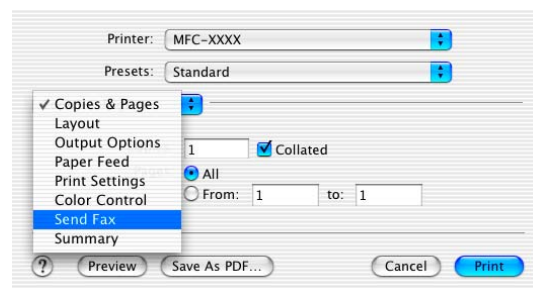 Printer: MFC-XXXX
Presets: Standard
✓ Copies & Pages
Layout
Output Options
1 Collated
Paper Feed
All
Print Settings
From: 1 to: 1
Color Control
Send Fax
Summary
? Preview Save As PDF... Cancel Print